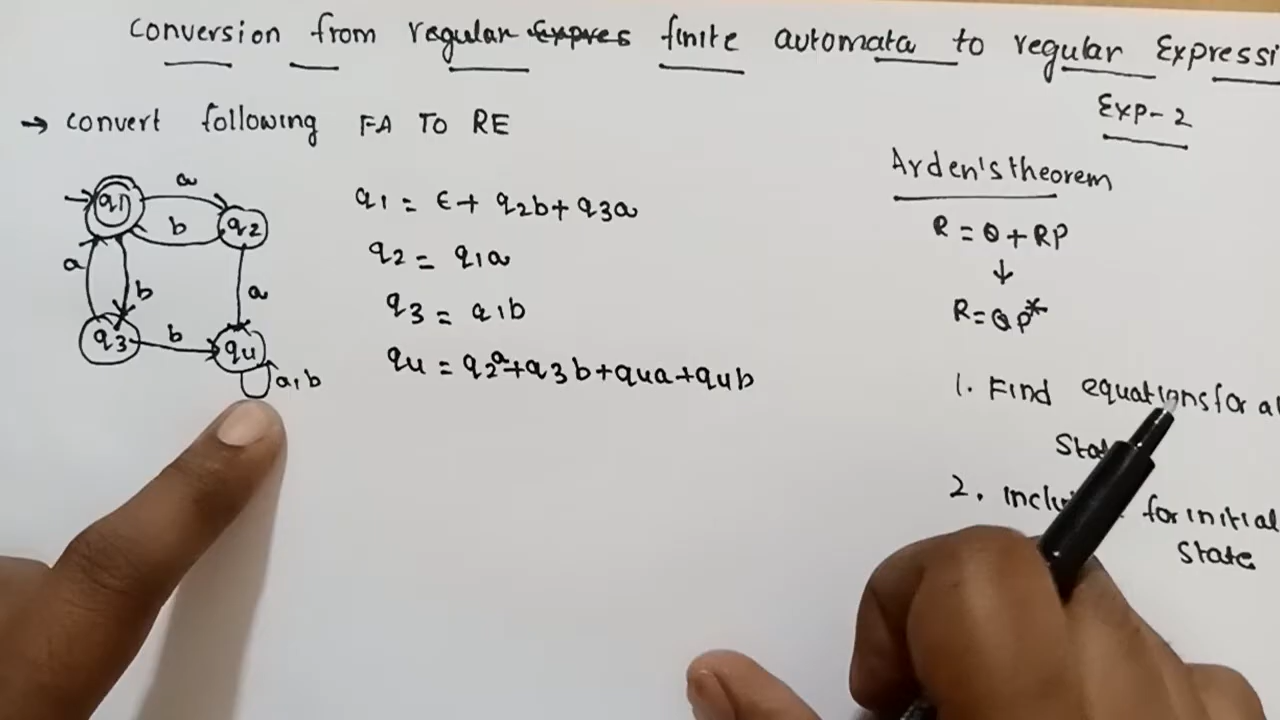 conversion from regular Expres finite automata to regular Expressi
Exp-2
→ convert following FA TO RE
Arden's theorem
R = Q + RP
↓
R = QP*
q1 a q2 b a b a q3 b q4 a,b
q1 = ε + q2b + q3a
q2 = q1a
q3 = q1b
q4 = q2a + q3b + q4a + q4b
1. Find equations for al
2. for initial
State